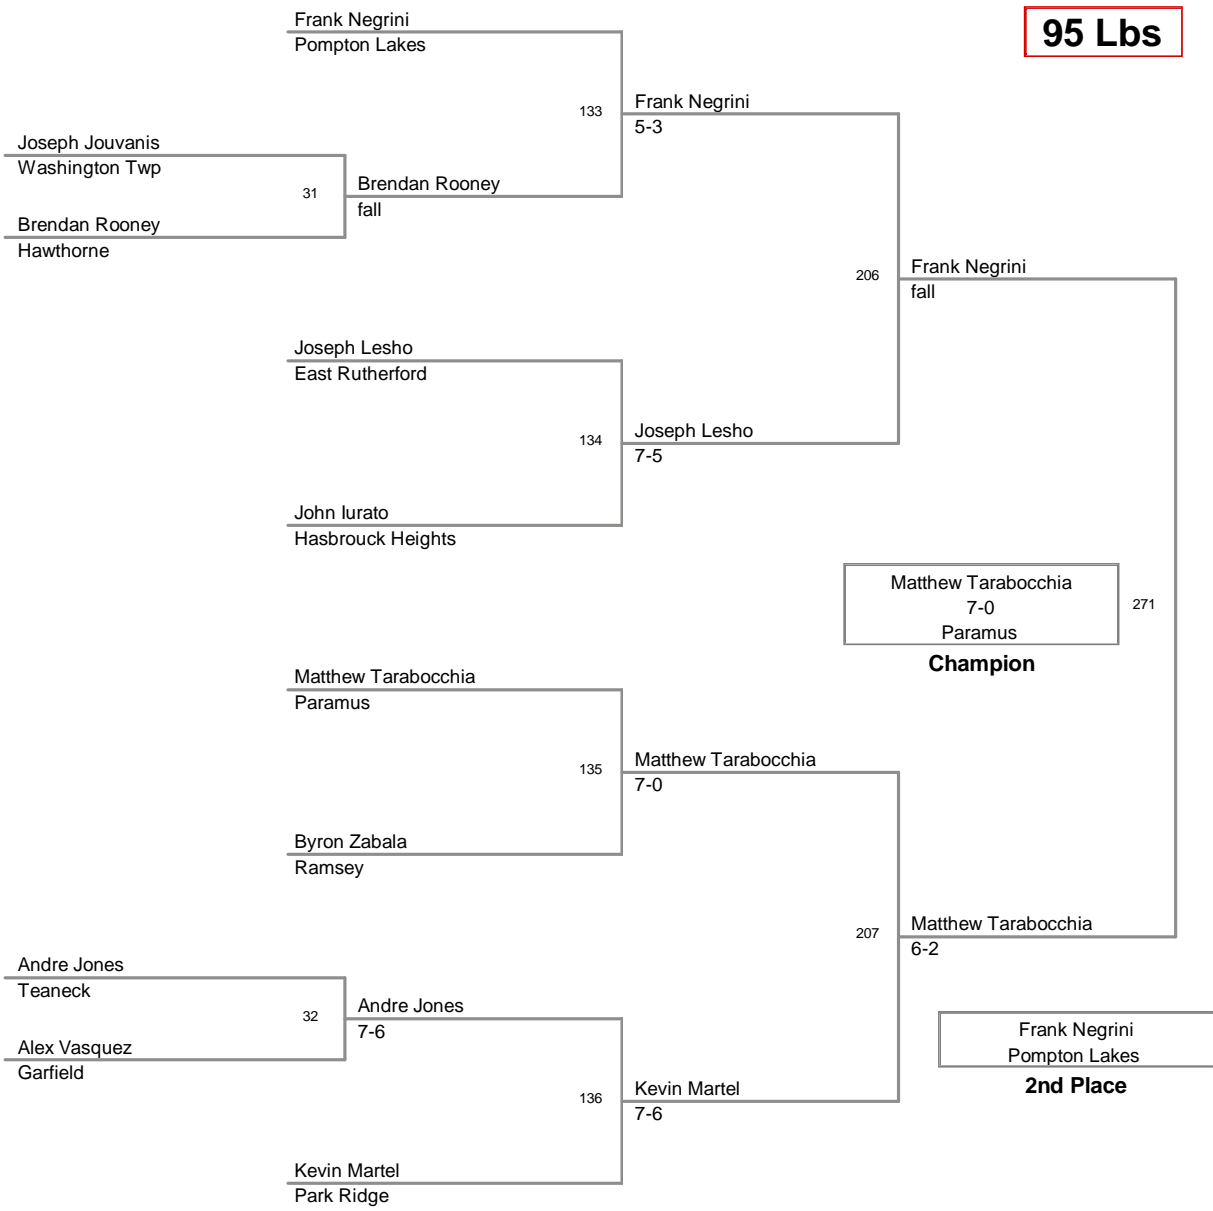 Frank Negrini
Pompton Lakes
95 Lbs
133
Frank Negrini
5-3
Joseph Jouvanis
Washington Twp
31
Brendan Rooney
fall
Brendan Rooney
Hawthorne
206
Frank Negrini
fall
Joseph Lesho
East Rutherford
134
Joseph Lesho
7-5
John Iurato
Hasbrouck Heights
Matthew Tarabocchia
7-0
Paramus
271
Champion
Matthew Tarabocchia
Paramus
135
Matthew Tarabocchia
7-0
Byron Zabala
Ramsey
207
Matthew Tarabocchia
6-2
Andre Jones
Teaneck
32
Andre Jones
7-6
Alex Vasquez
Garfield
Frank Negrini
Pompton Lakes
2nd Place
136
Kevin Martel
7-6
Kevin Martel
Park Ridge